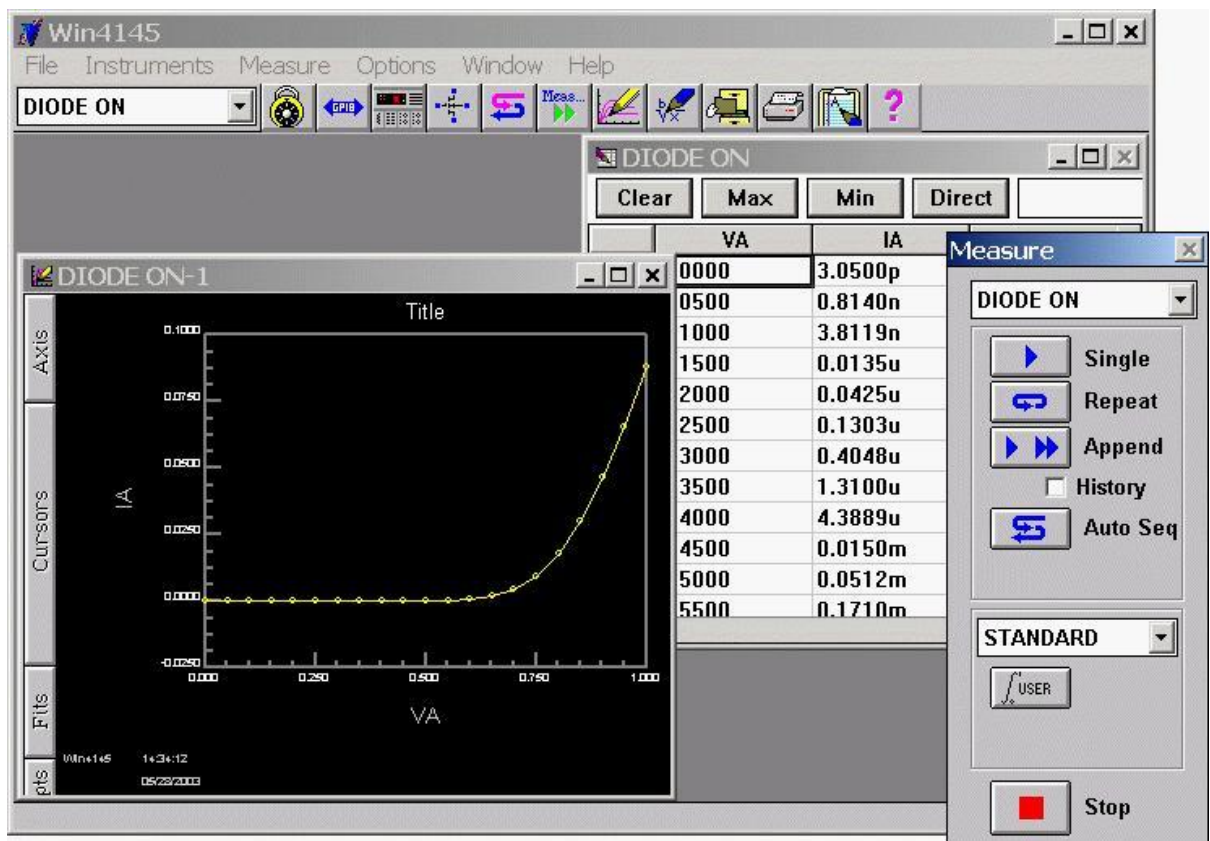 Win4145
File Instruments Measure Options Window Help
DIODE ON
GPIB
Meas...
DIODE ON
Clear Max Min Direct
VA IA
0000 3.0500p
0500 0.8140n
1000 3.8119n
1500 0.0135u
2000 0.0425u
2500 0.1303u
3000 0.4048u
3500 1.3100u
4000 4.3889u
4500 0.0150m
5000 0.0512m
5500 0.1710m
DIODE ON-1
Axis
Cursors
Fits
pts
Title
0.1000
0.0750
0.0500
0.0250
0.0000
-0.0250
IA
0.000 0.250 0.500 0.750 1.000
VA
Win4145 14:34:12
05/28/2003
Measure
DIODE ON
Single
Repeat
Append
History
Auto Seq
STANDARD
USER
Stop